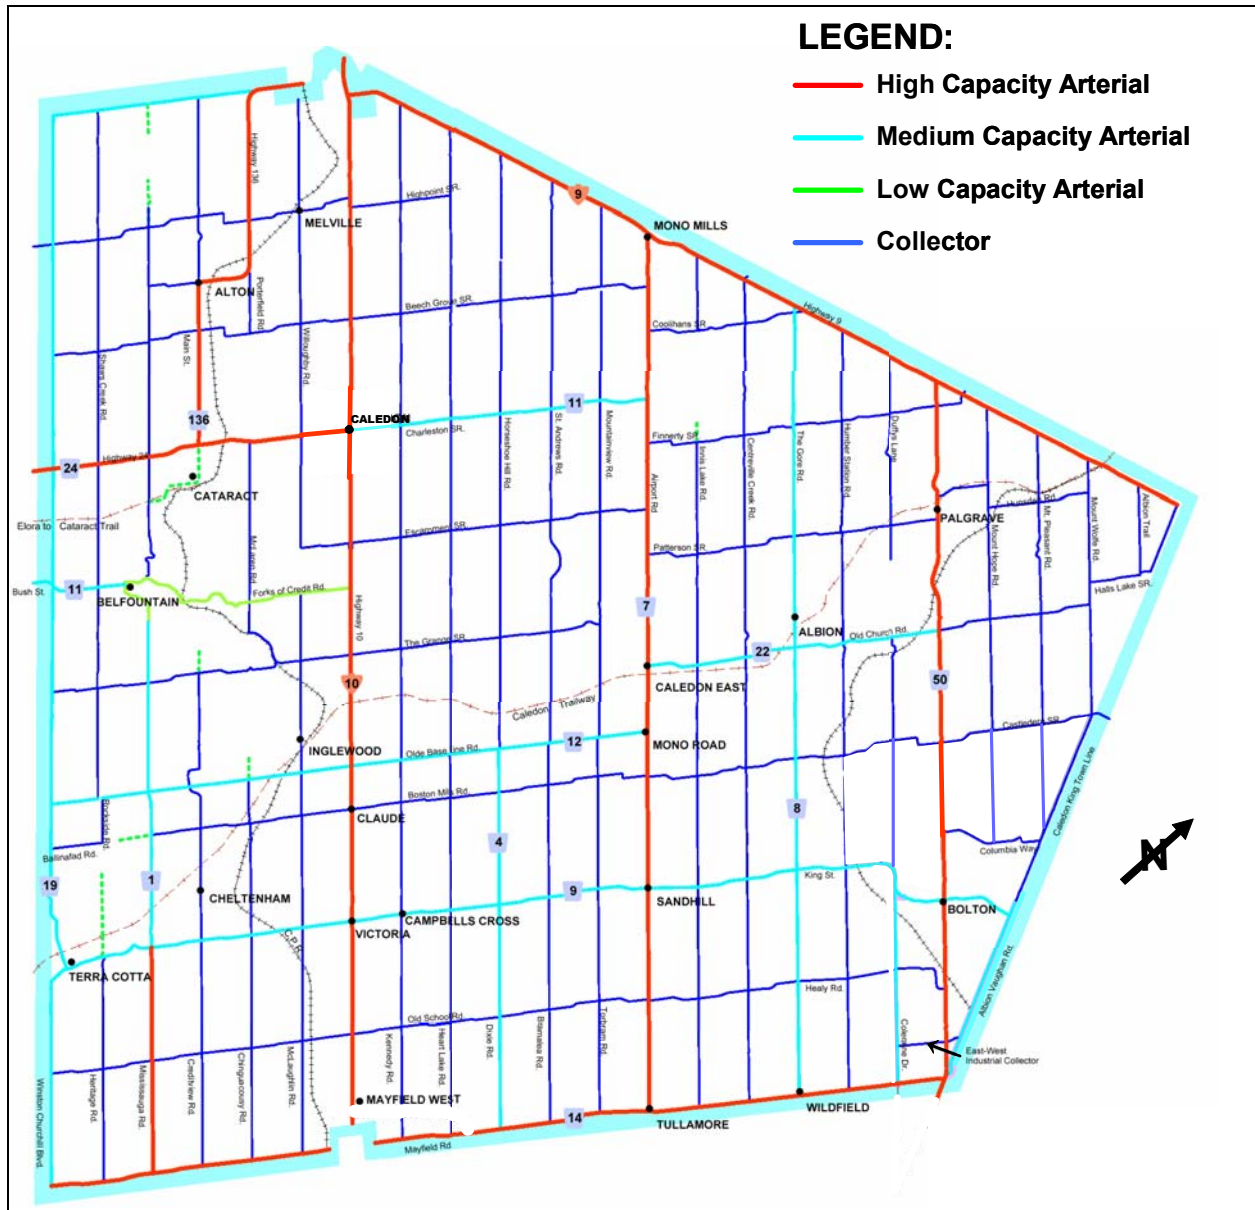 LEGEND:
High Capacity Arterial
Medium Capacity Arterial
Low Capacity Arterial
Collector
Highway 136
Highpoint SR.
9
MELVILLE
MONO MILLS
ALTON
Porterfield Rd.
Beech Grove SR.
Highway 9
Coolihans SR.
Main St.
Willoughby Rd.
Shaws Creek Rd.
136
CALEDON
11
Charleston SR.
Horseshoe Hill Rd.
St. Andrews Rd.
Mountainview Rd.
Finnerty SR.
Innis Lake Rd.
Centreville Creek Rd.
The Gore Rd.
Humber Station Rd.
Duffys Lane
24
Highway 24
CATARACT
Airport Rd
Elora to Cataract Trail
Escarpment SR.
PALGRAVE
Hunsden Rd.
Mount Hope Rd.
Mt. Pleasant Rd.
Mount Wolfe Rd.
Albion Trail
Patterson SR.
McLaren Rd.
Bush St.
11
BELFOUNTAIN
Forks of Credit Rd.
Halls Lake SR.
Highway 10
7
ALBION
Old Church Rd.
The Grange SR.
22
10
CALEDON EAST
50
Caledon Trailway
Castlederg SR.
INGLEWOOD
Olde Base Line Rd.
12
MONO ROAD
Caledon King Town Line
Rockside Rd.
Boston Mills Rd.
CLAUDE
8
4
Ballinafad Rd.
Columbia Way
N
19
1
CHELTENHAM
9
King St.
SANDHILL
BOLTON
CAMPBELLS CROSS
VICTORIA
C.P.R.
TERRA COTTA
Albion Vaughan Rd.
Healy Rd.
Old School Rd.
Winston Churchill Blvd.
Heritage Rd.
Mississauga Rd.
Creditview Rd.
Chinguacousy Rd.
McLaughlin Rd.
Kennedy Rd.
Heart Lake Rd.
Dixie Rd.
Bramalea Rd.
Torbram Rd.
Coleraine Dr.
East-West
Industrial Collector
MAYFIELD WEST
WILDFIELD
14
TULLAMORE
Mayfield Rd.